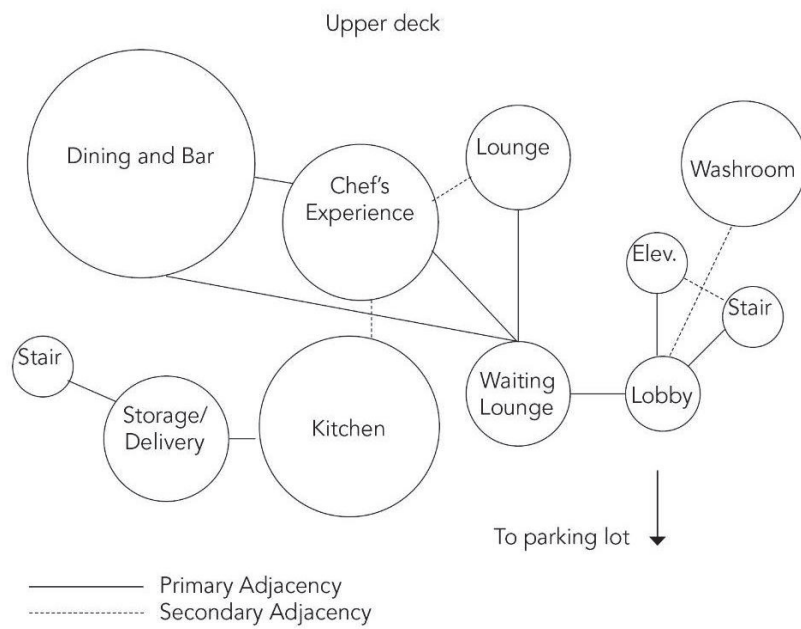 Upper deck
Dining and Bar
Chef's
Experience
Lounge
Washroom
Elev.
Stair
Stair
Storage/
Delivery
Kitchen
Waiting
Lounge
Lobby
To parking lot
Primary Adjacency
Secondary Adjacency